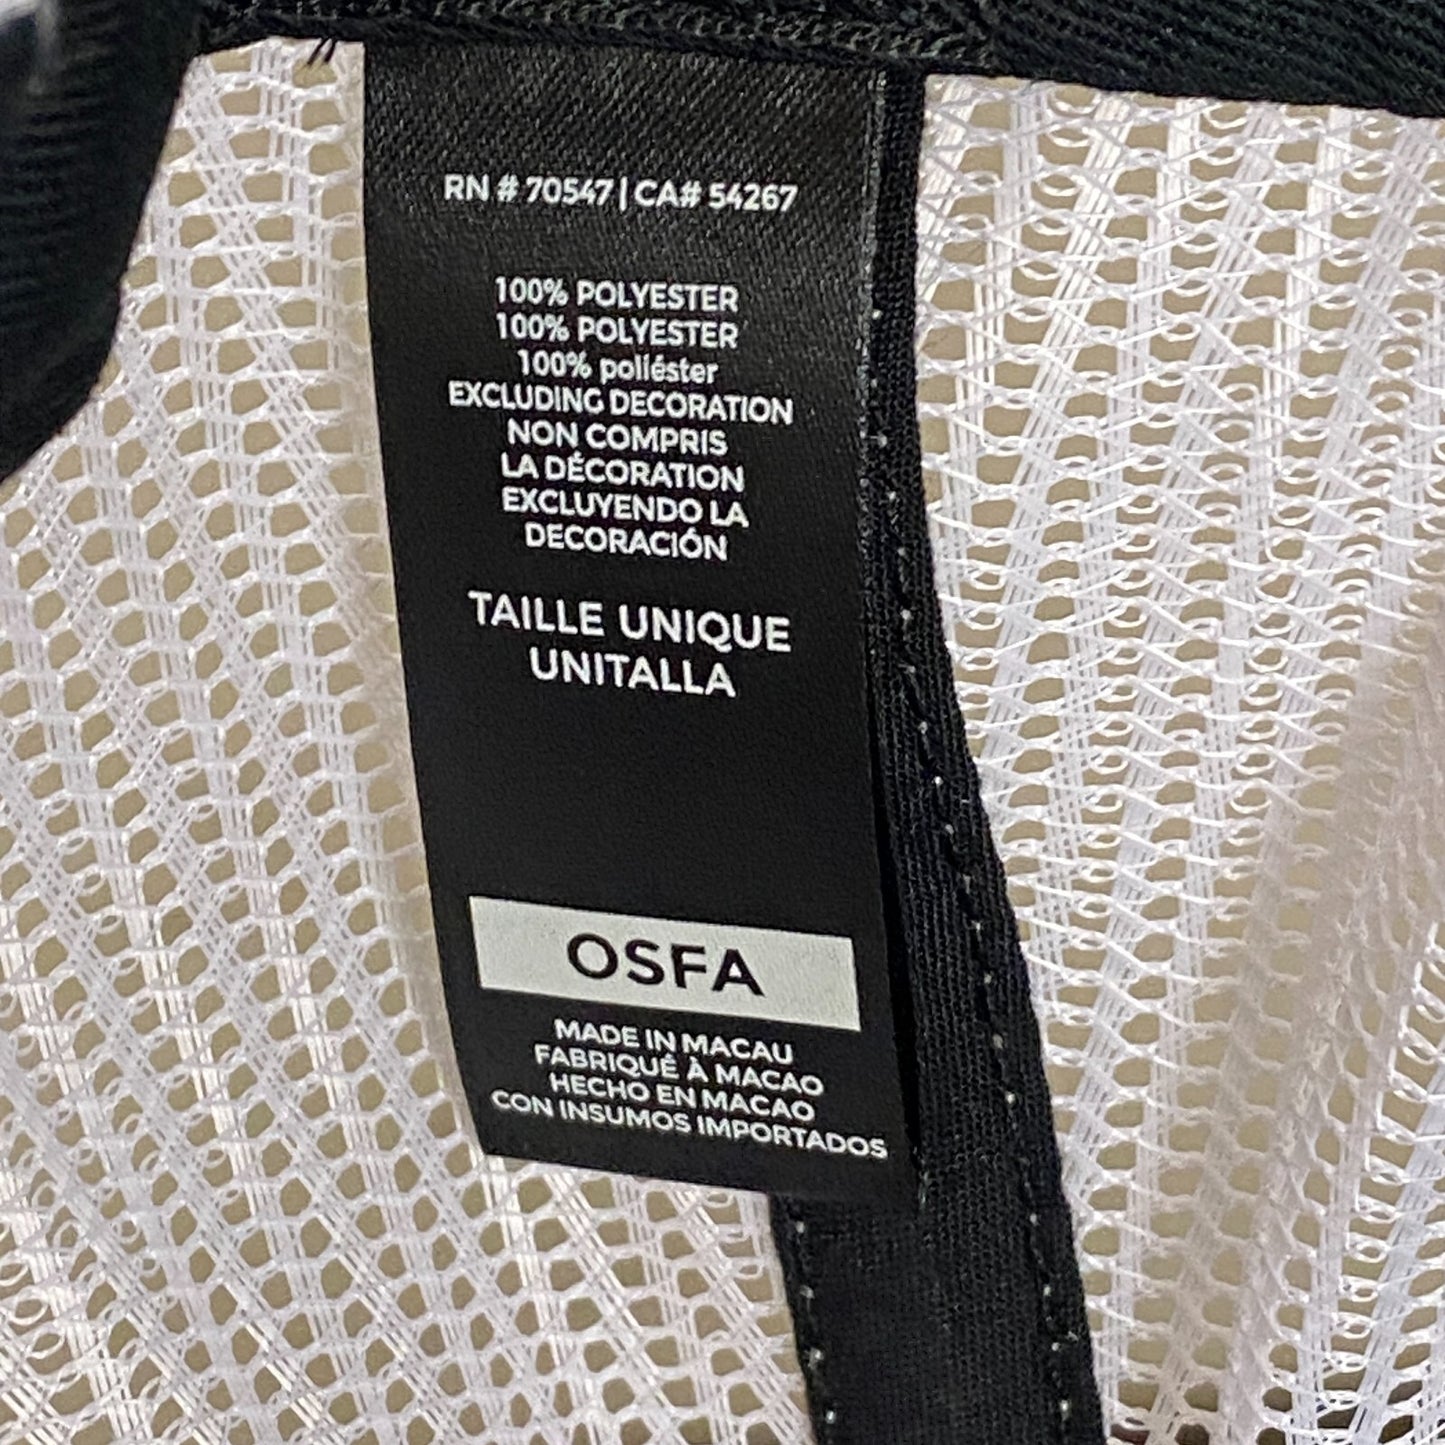 RN # 70547 | CA# 54267
100% POLYESTER
100% POLYESTER
100% poliéster
EXCLUDING DECORATION
NON COMPRIS
LA DÉCORATION
EXCLUYENDO LA
DECORACIÓN
TAILLE UNIQUE
UNITALLA
OSFA
MADE IN MACAU
FABRIQUÉ À MACAO
HECHO EN MACAO
CON INSUMOS IMPORTADOS